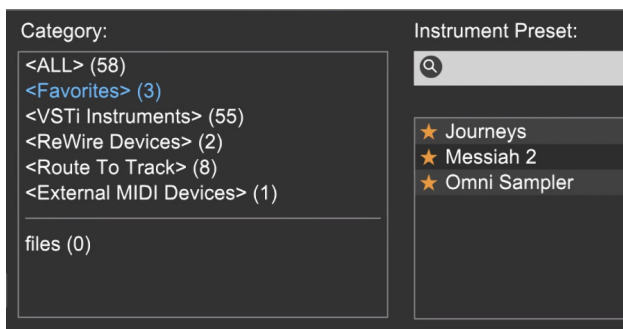 Category:
<ALL> (58)
<Favorites> (3)
<VSTi Instruments> (55)
<ReWire Devices> (2)
<Route To Track> (8)
<External MIDI Devices> (1)
files (0)
Instrument Preset:
Journeys
Messiah 2
Omni Sampler